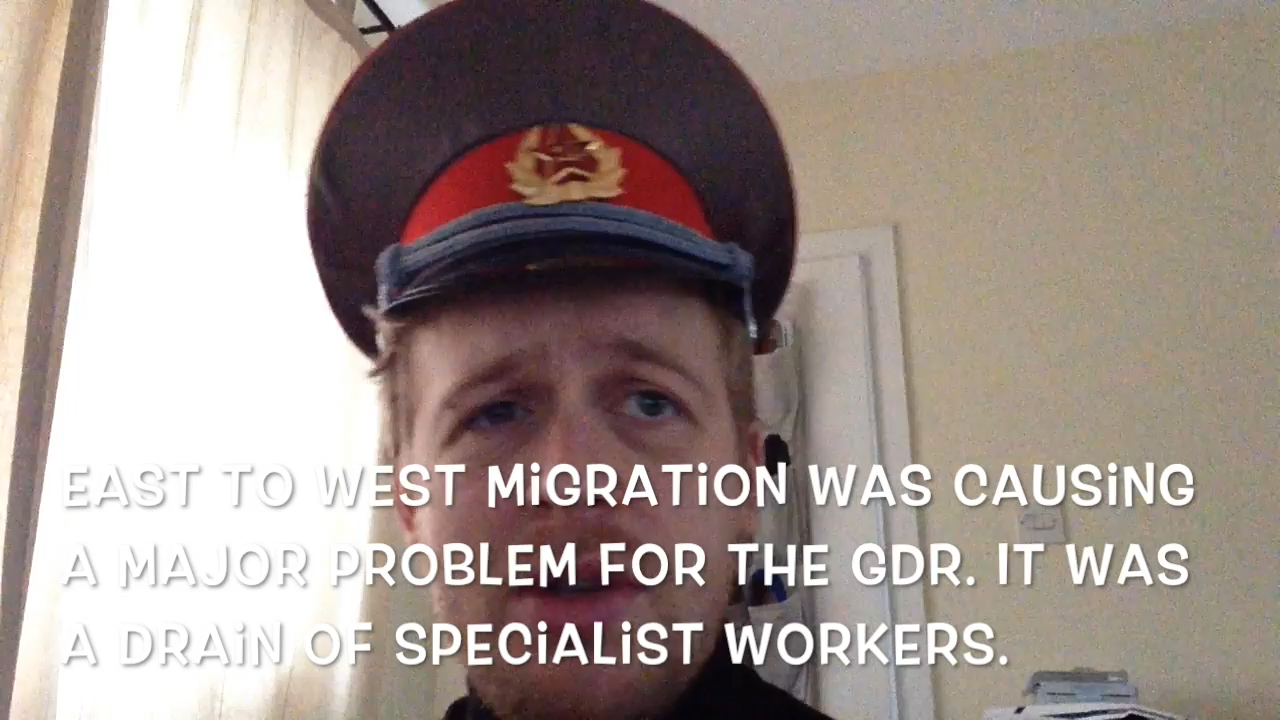 EAST TO WEST MiGRATiON WAS CAUSiNG
A MAJOR PROBLEM FOR THE GDR. IT WAS
A DRAiN OF SPECiALiST WORKERS.